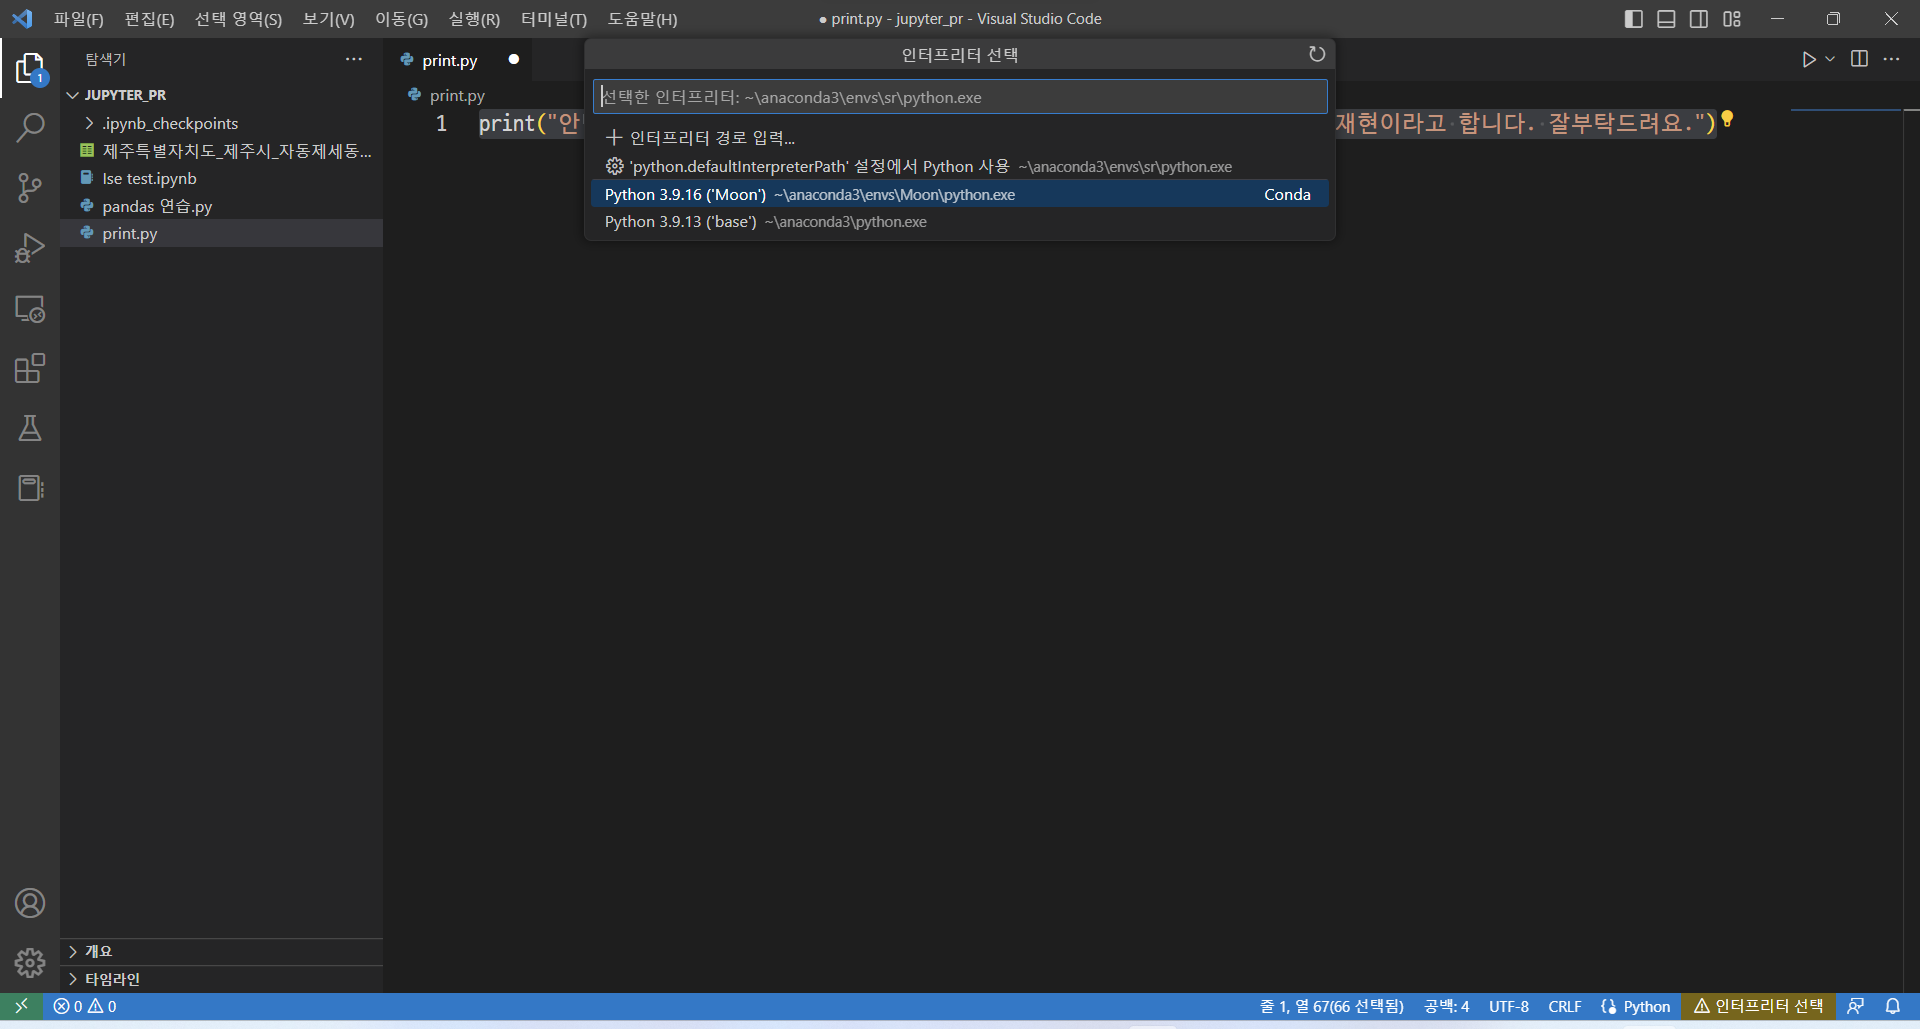 파일(F) 편집(E) 선택 영역(S) 보기(V) 이동(G) 실행(R) 터미널(T) 도움말(H)
● print.py - jupyter_pr - Visual Studio Code
탐색기
1
JUPYTER_PR
.ipynb_checkpoints
제주특별자치도_제주시_자동제세동...
lse test.ipynb
pandas 연습.py
print.py
개요
타임라인
print.py
print.py
1 print("안 재현이라고 합니다. 잘부탁드려요.")
인터프리터 선택
선택한 인터프리터: ~\anaconda3\envs\sr\python.exe
인터프리터 경로 입력...
'python.defaultInterpreterPath' 설정에서 Python 사용 ~\anaconda3\envs\sr\python.exe
Python 3.9.16 ('Moon') ~\anaconda3\envs\Moon\python.exe Conda
Python 3.9.13 ('base') ~\anaconda3\python.exe
0 0 줄 1, 열 67(66 선택됨) 공백: 4 UTF-8 CRLF Python 인터프리터 선택